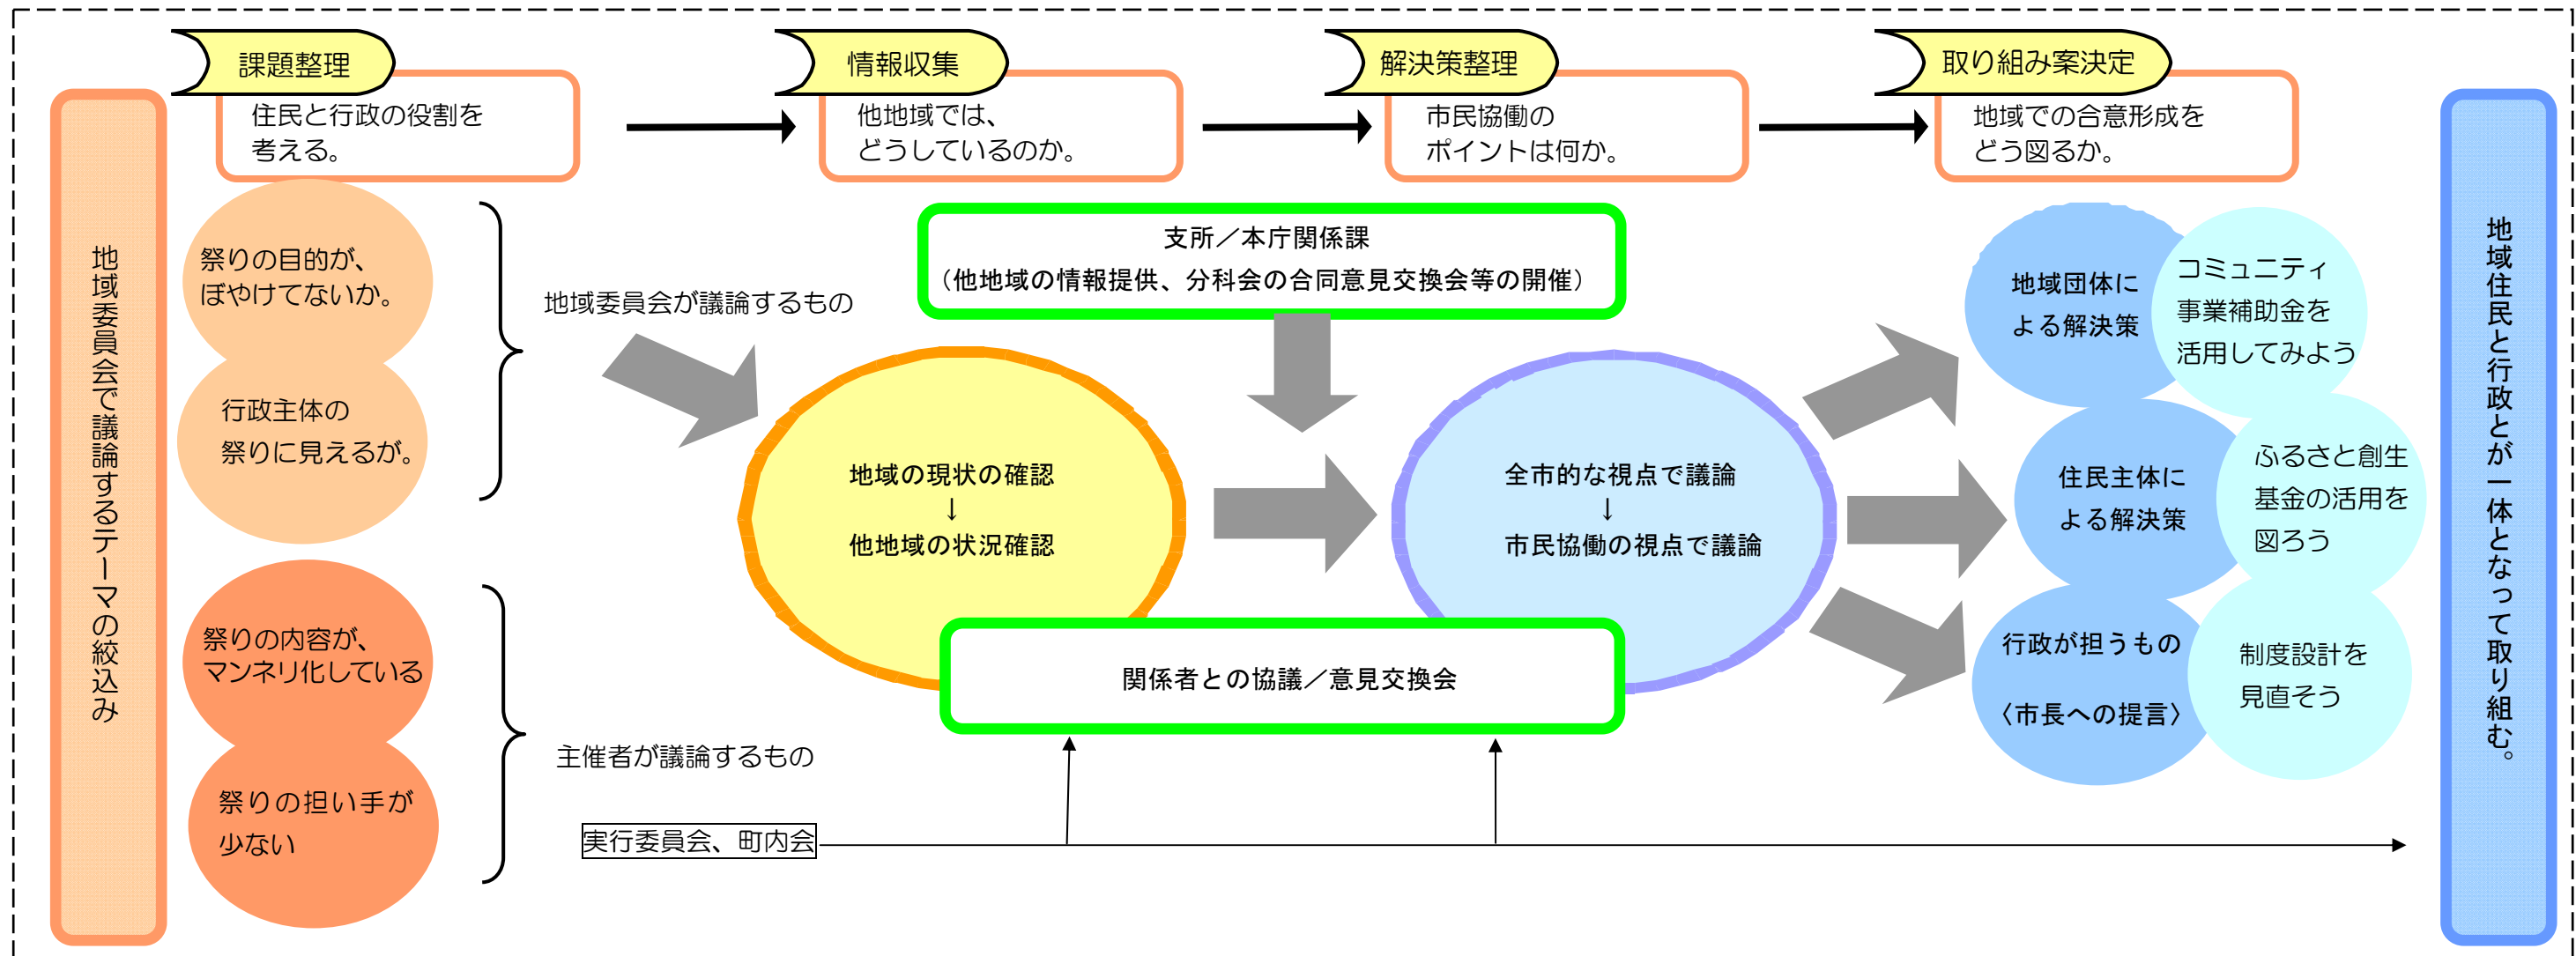 課題整理
住民と行政の役割を
考える。
情報収集
他地域では、
どうしているのか。
解決策整理
市民協働の
ポイントは何か。
取り組み案決定
地域での合意形成を
どう図るか。
地域委員会で議論するテーマの絞込み
祭りの目的が、
ぼやけてないか。
行政主体の
祭りに見えるが。
祭りの内容が、
マンネリ化している
祭りの担い手が
少ない
地域委員会が議論するもの
主催者が議論するもの
実行委員会、町内会
支所／本庁関係課
（他地域の情報提供、分科会の合同意見交換会等の開催）
地域の現状の確認
↓
他地域の状況確認
全市的な視点で議論
↓
市民協働の視点で議論
関係者との協議／意見交換会
地域団体に
よる解決策
コミュニティ
事業補助金を
活用してみよう
住民主体に
よる解決策
ふるさと創生
基金の活用を
図ろう
行政が担うもの
〈市長への提言〉
制度設計を
見直そう
地域住民と行政とが一体となって取り組む。